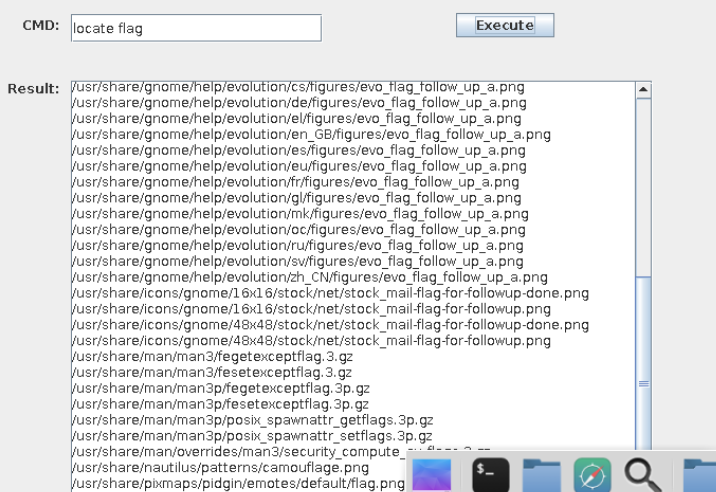 CMD: locate flag Execute
Result:
/usr/share/gnome/help/evolution/cs/figures/evo_flag_follow_up_a.png
/usr/share/gnome/help/evolution/de/figures/evo_flag_follow_up_a.png
/usr/share/gnome/help/evolution/el/figures/evo_flag_follow_up_a.png
/usr/share/gnome/help/evolution/en_GB/figures/evo_flag_follow_up_a.png
/usr/share/gnome/help/evolution/es/figures/evo_flag_follow_up_a.png
/usr/share/gnome/help/evolution/eu/figures/evo_flag_follow_up_a.png
/usr/share/gnome/help/evolution/fr/figures/evo_flag_follow_up_a.png
/usr/share/gnome/help/evolution/gl/figures/evo_flag_follow_up_a.png
/usr/share/gnome/help/evolution/mk/figures/evo_flag_follow_up_a.png
/usr/share/gnome/help/evolution/oc/figures/evo_flag_follow_up_a.png
/usr/share/gnome/help/evolution/ru/figures/evo_flag_follow_up_a.png
/usr/share/gnome/help/evolution/sv/figures/evo_flag_follow_up_a.png
/usr/share/gnome/help/evolution/zh_CN/figures/evo_flag_follow_up_a.png
/usr/share/icons/gnome/16x16/stock/net/stock_mail-flag-for-followup-done.png
/usr/share/icons/gnome/16x16/stock/net/stock_mail-flag-for-followup.png
/usr/share/icons/gnome/48x48/stock/net/stock_mail-flag-for-followup-done.png
/usr/share/icons/gnome/48x48/stock/net/stock_mail-flag-for-followup.png
/usr/share/man/man3/fegetexceptflag.3.gz
/usr/share/man/man3/fesetexceptflag.3.gz
/usr/share/man/man3p/fegetexceptflag.3p.gz
/usr/share/man/man3p/fesetexceptflag.3p.gz
/usr/share/man/man3p/posix_spawnattr_getflags.3p.gz
/usr/share/man/man3p/posix_spawnattr_setflags.3p.gz
/usr/share/man/overrides/man3/security_compute_av_flags.3.gz
/usr/share/nautilus/patterns/camouflage.png
/usr/share/pixmaps/pidgin/emotes/default/flag.png
$_